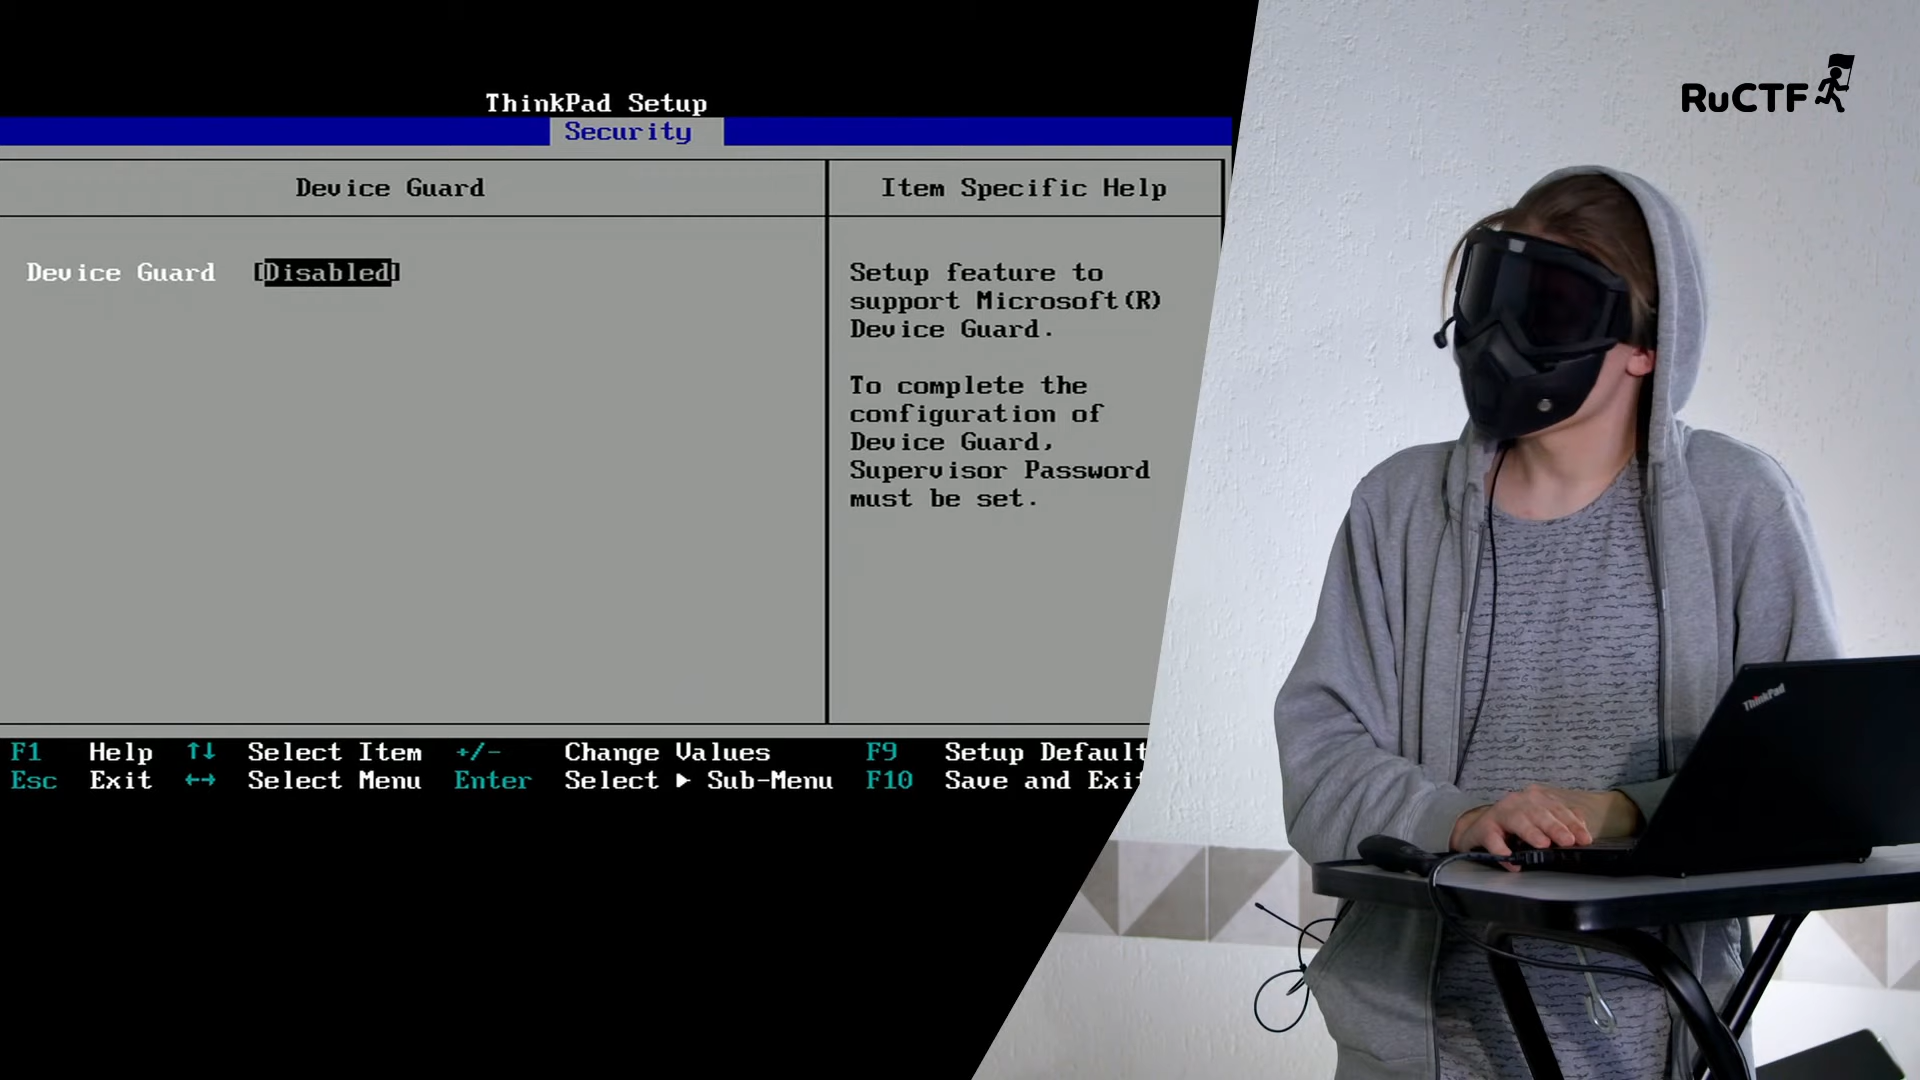 ThinkPad Setup
Security
Device Guard
Item Specific Help
Device Guard [Disabled]
Setup feature to
support Microsoft(R)
Device Guard.
To complete the
configuration of
Device Guard,
Supervisor Password
must be set.
F1 Help ↑↓ Select Item +/- Change Values F9 Setup Default
Esc Exit ←→ Select Menu Enter Select ▶ Sub-Menu F10 Save and Exit
RuCTF
ThinkPad